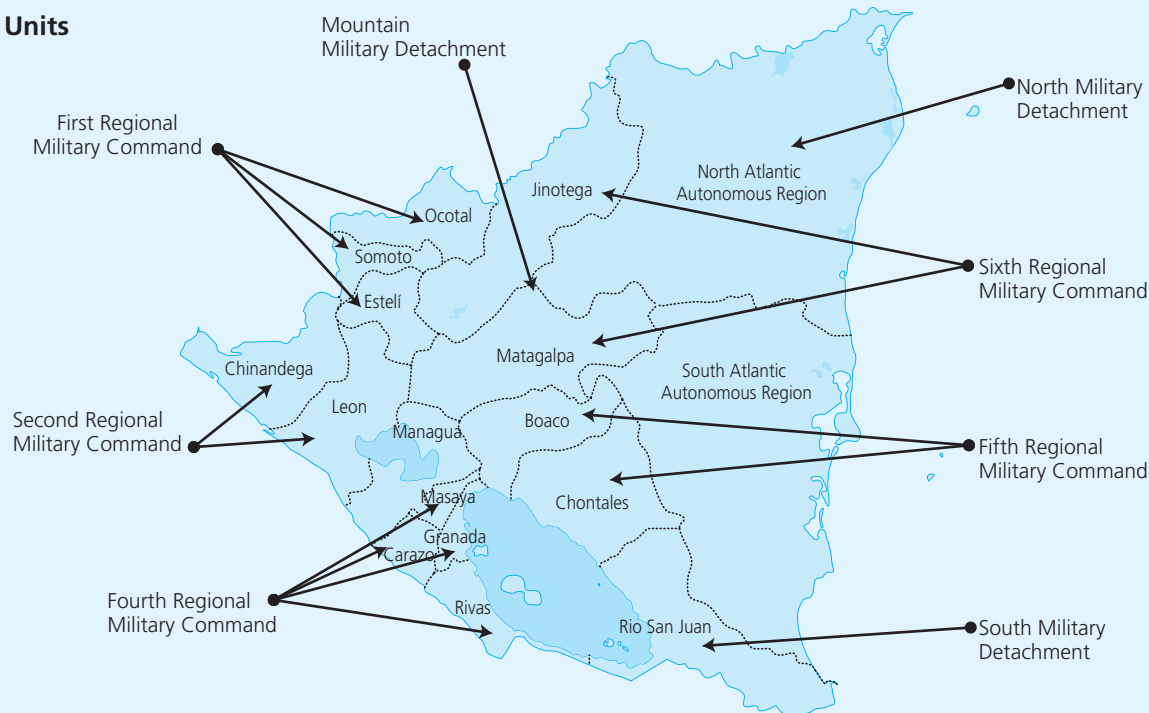 Units
Mountain
Military Detachment
North Military
Detachment
First Regional
Military Command
North Atlantic
Autonomous Region
Jinotega
Ocotal
Somoto
Sixth Regional
Military Command
Estelí
Matagalpa
Chinandega
South Atlantic
Autonomous Region
Leon
Second Regional
Military Command
Managua
Boaco
Fifth Regional
Military Command
Masaya
Chontales
Granada
Carazo
Fourth Regional
Military Command
Rivas
Rio San Juan
South Military
Detachment